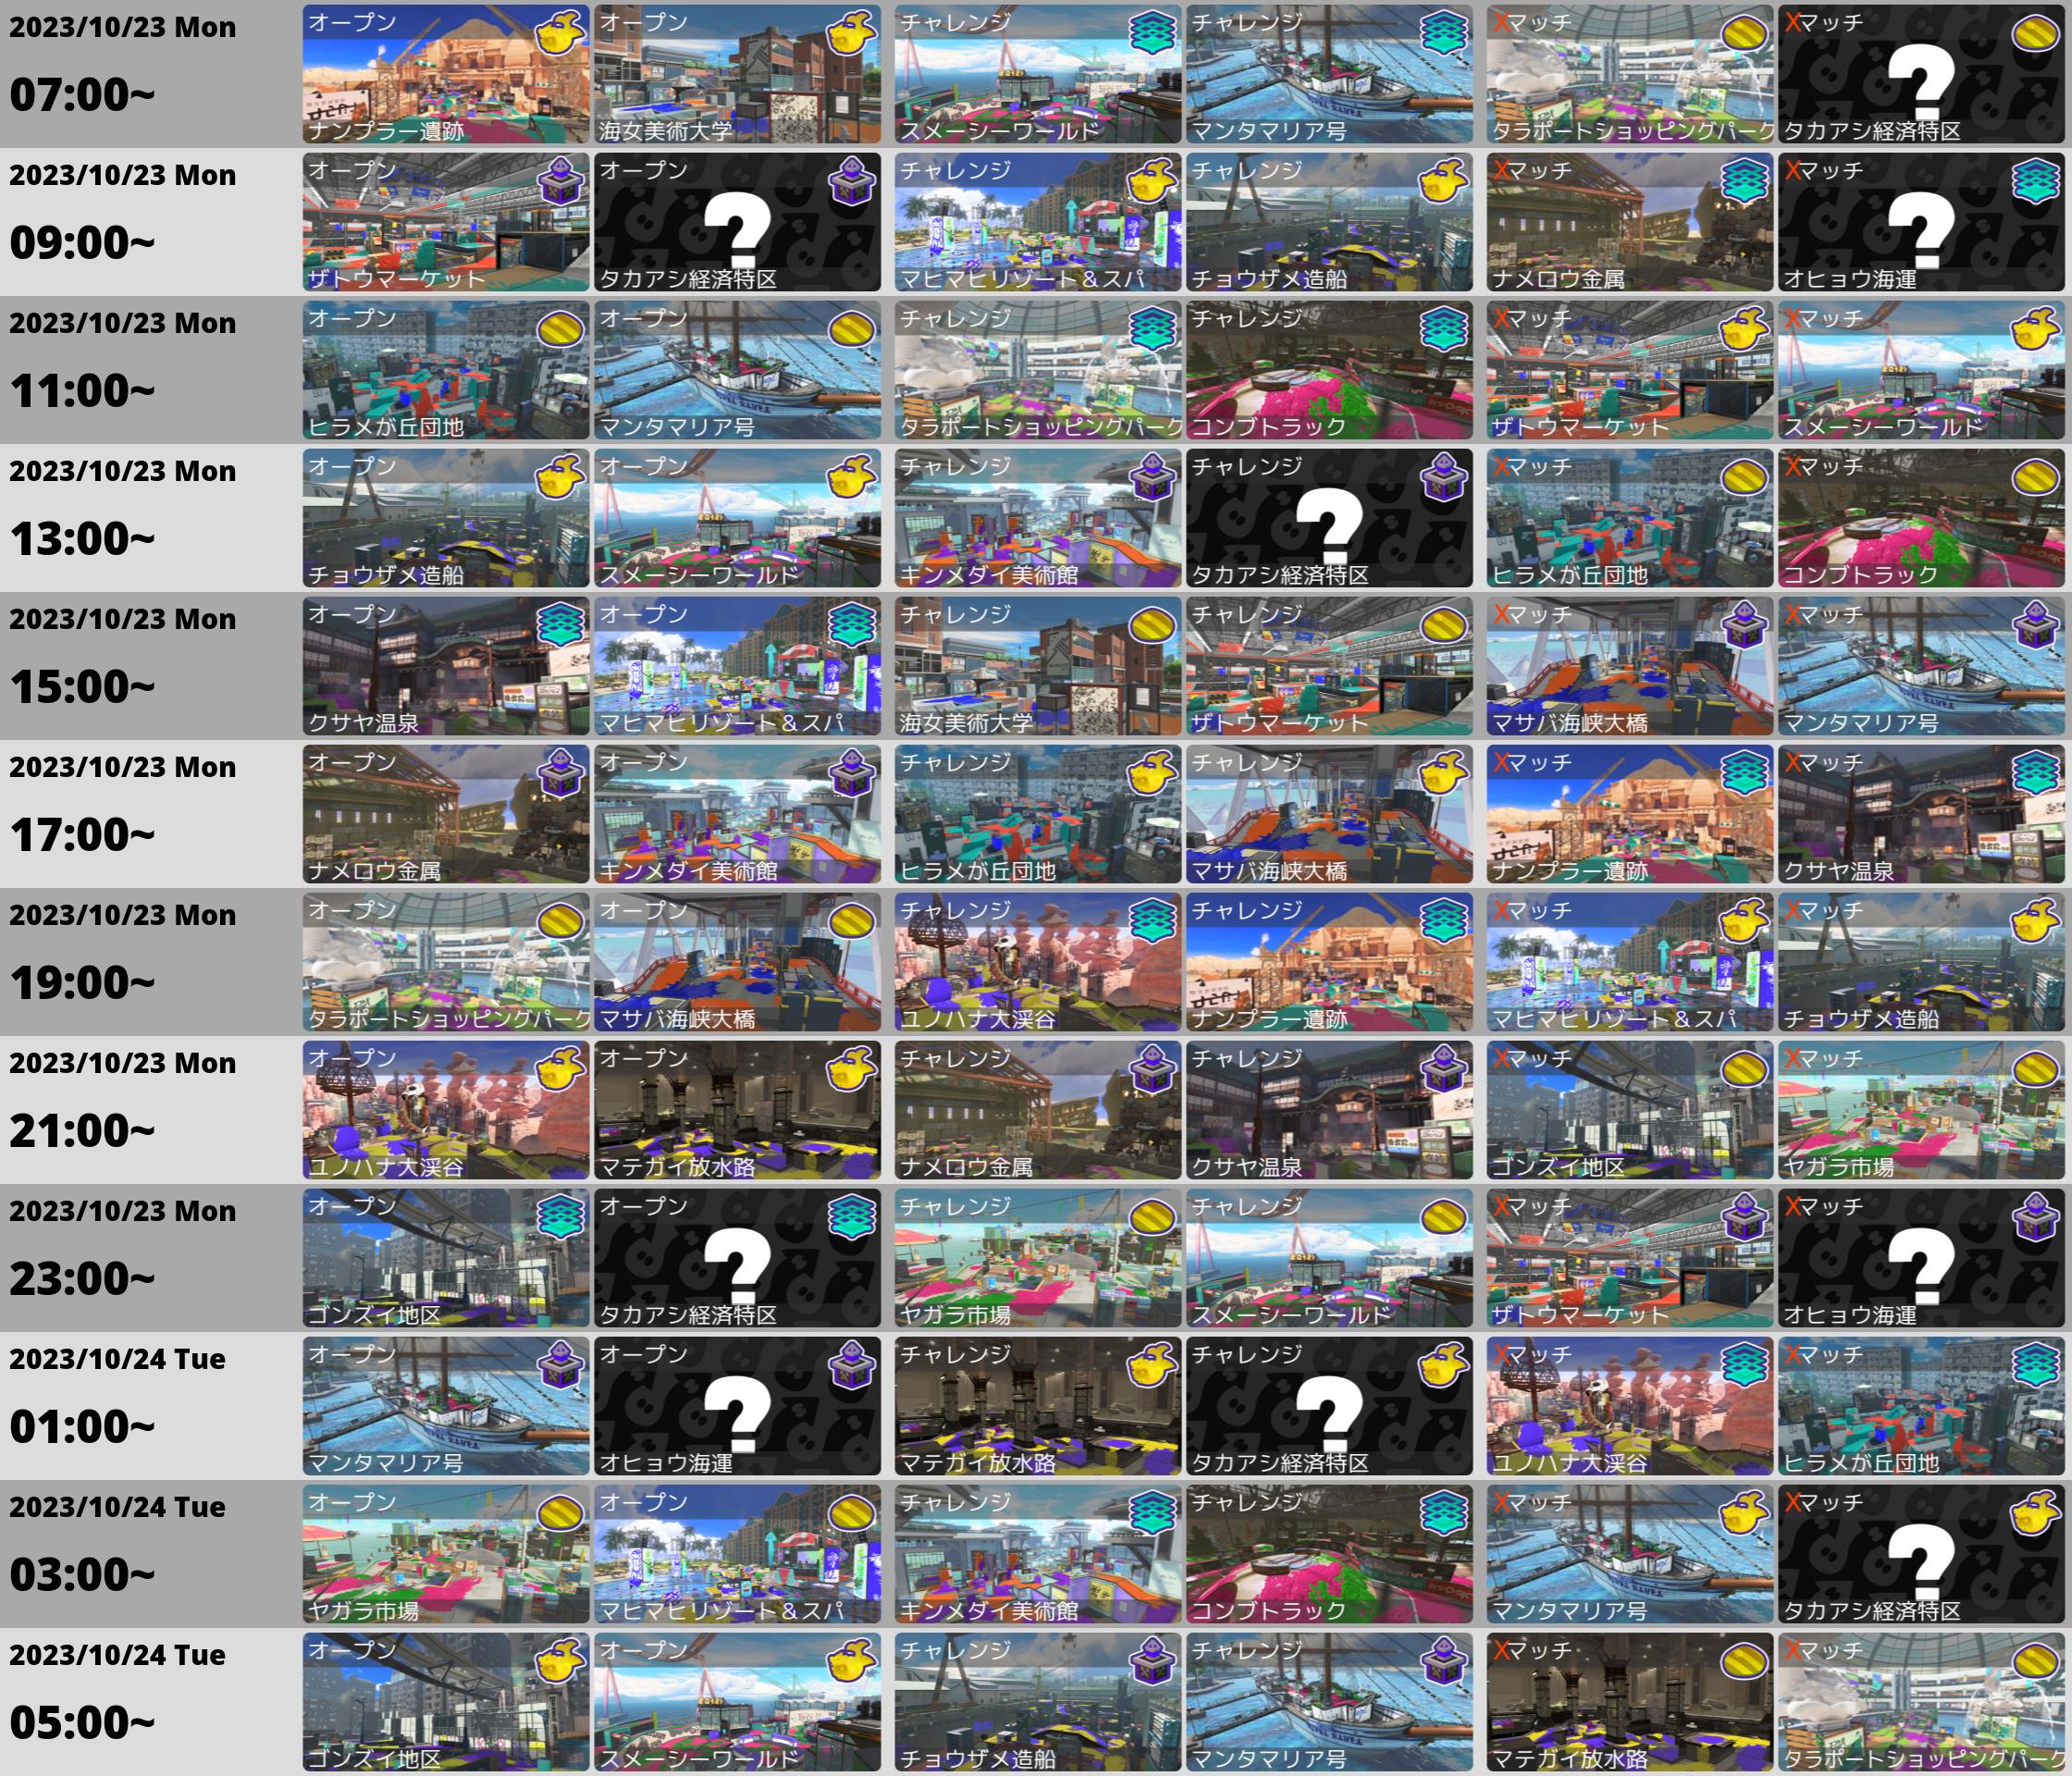 2023/10/23 Mon
07:00~
オープン
ナンプラー遺跡
オープン
海女美術大学
チャレンジ
スメーシーワールド
チャレンジ
マンタマリア号
Xマッチ
タラポートショッピングパーク
Xマッチ
タカアシ経済特区
2023/10/23 Mon
09:00~
オープン
ザトウマーケット
オープン
タカアシ経済特区
チャレンジ
マヒマヒリゾート&スパ
チャレンジ
チョウザメ造船
Xマッチ
ナメロウ金属
Xマッチ
オヒョウ海運
2023/10/23 Mon
11:00~
オープン
ヒラメが丘団地
オープン
マンタマリア号
チャレンジ
タラポートショッピングパーク
チャレンジ
コンブトラック
Xマッチ
ザトウマーケット
Xマッチ
スメーシーワールド
2023/10/23 Mon
13:00~
オープン
チョウザメ造船
オープン
スメーシーワールド
チャレンジ
キンメダイ美術館
チャレンジ
タカアシ経済特区
Xマッチ
ヒラメが丘団地
Xマッチ
コンブトラック
2023/10/23 Mon
15:00~
オープン
クサヤ温泉
オープン
マヒマヒリゾート&スパ
チャレンジ
海女美術大学
チャレンジ
ザトウマーケット
Xマッチ
マサバ海峡大橋
Xマッチ
マンタマリア号
2023/10/23 Mon
17:00~
オープン
ナメロウ金属
オープン
キンメダイ美術館
チャレンジ
ヒラメが丘団地
チャレンジ
マサバ海峡大橋
Xマッチ
ナンプラー遺跡
Xマッチ
クサヤ温泉
2023/10/23 Mon
19:00~
オープン
タラポートショッピングパーク
オープン
マサバ海峡大橋
チャレンジ
ユノハナ大渓谷
チャレンジ
ナンプラー遺跡
Xマッチ
マヒマヒリゾート&スパ
Xマッチ
チョウザメ造船
2023/10/23 Mon
21:00~
オープン
ユノハナ大渓谷
オープン
マテガイ放水路
チャレンジ
ナメロウ金属
チャレンジ
クサヤ温泉
Xマッチ
ゴンズイ地区
Xマッチ
ヤガラ市場
2023/10/23 Mon
23:00~
オープン
ゴンズイ地区
オープン
タカアシ経済特区
チャレンジ
ヤガラ市場
チャレンジ
スメーシーワールド
Xマッチ
ザトウマーケット
Xマッチ
オヒョウ海運
2023/10/24 Tue
01:00~
オープン
マンタマリア号
オープン
オヒョウ海運
チャレンジ
マテガイ放水路
チャレンジ
タカアシ経済特区
Xマッチ
ユノハナ大渓谷
Xマッチ
ヒラメが丘団地
2023/10/24 Tue
03:00~
オープン
ヤガラ市場
オープン
マヒマヒリゾート&スパ
チャレンジ
キンメダイ美術館
チャレンジ
コンブトラック
Xマッチ
マンタマリア号
Xマッチ
タカアシ経済特区
2023/10/24 Tue
05:00~
オープン
ゴンズイ地区
オープン
スメーシーワールド
チャレンジ
チョウザメ造船
チャレンジ
マンタマリア号
Xマッチ
マテガイ放水路
Xマッチ
タラポートショッピングパーク